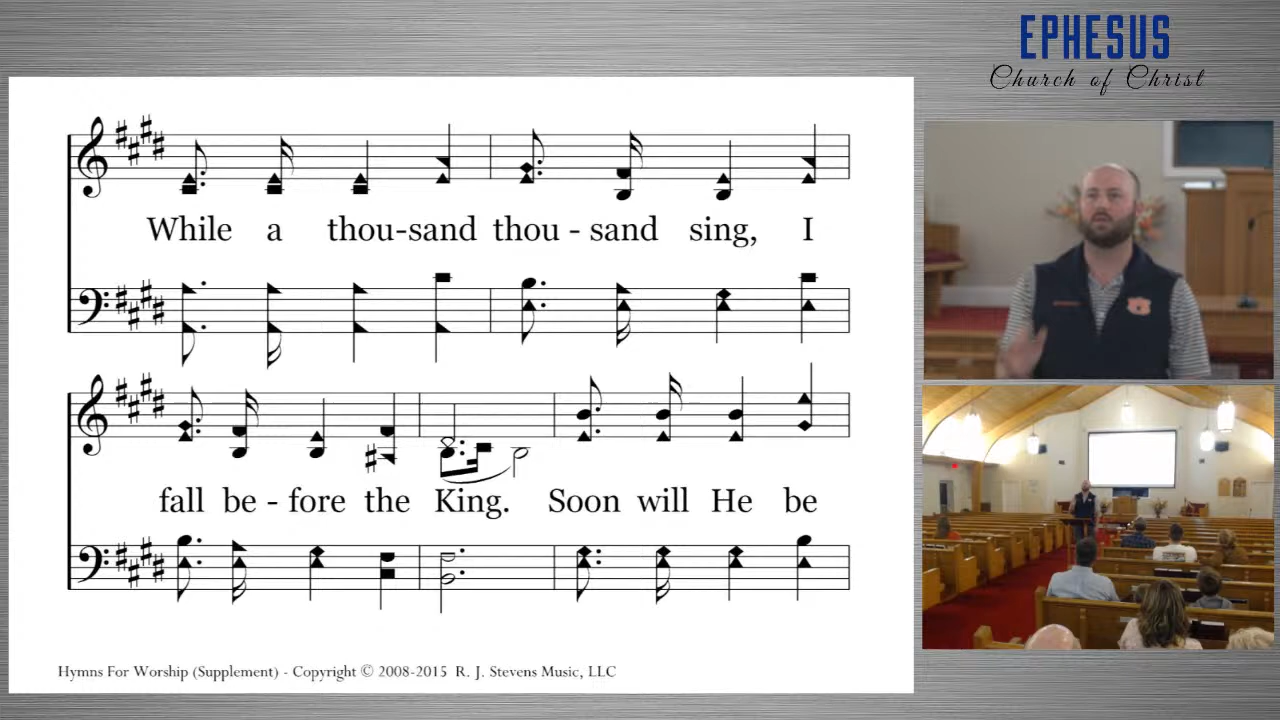 EPHESUS
Church of Christ
While a thou-sand thou - sand sing, I
fall be - fore the King. Soon will He be
Hymns For Worship (Supplement) - Copyright © 2008-2015 R. J. Stevens Music, LLC